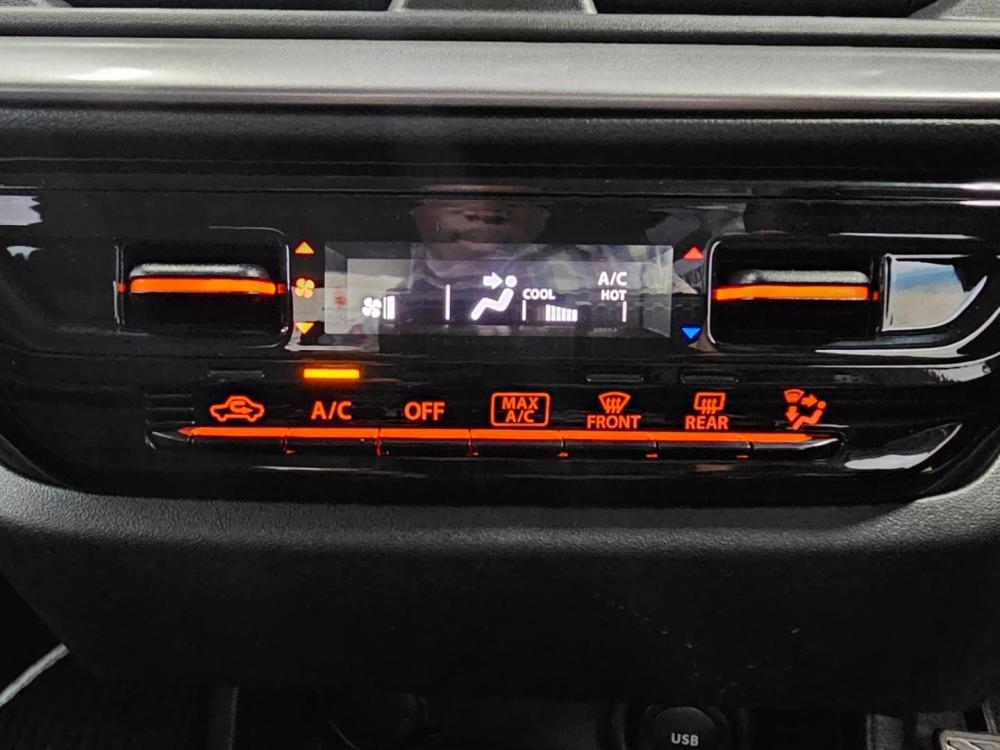 A/C
COOL HOT
A/C OFF MAX A/C FRONT REAR
USB